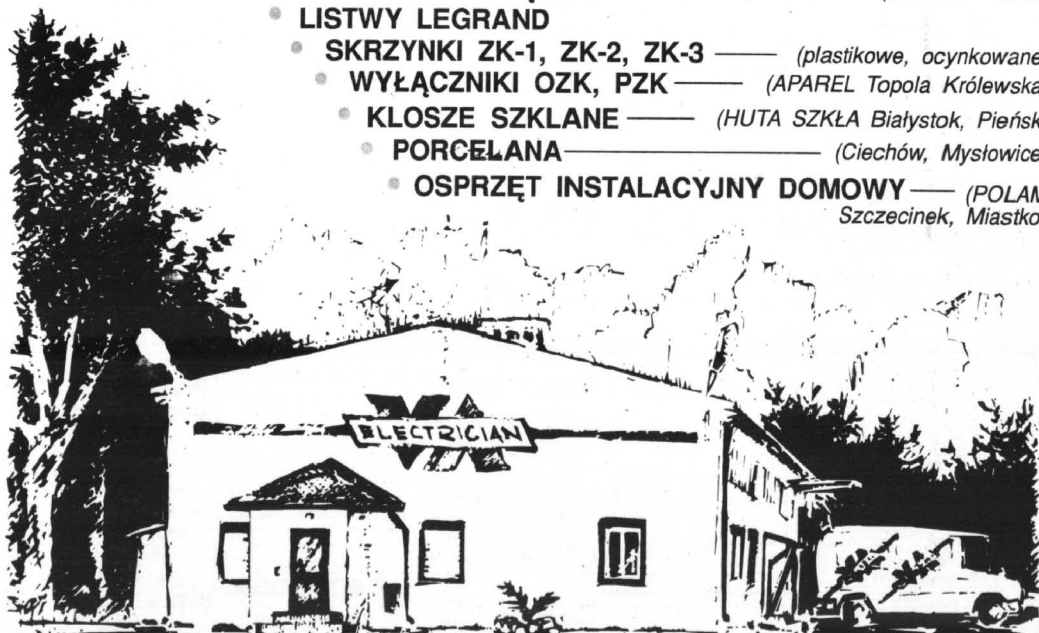 LISTWY LEGRAND
SKRZYNKI ZK-1, ZK-2, ZK-3 (plastikowe, ocynkowane
WYŁĄCZNIKI OZK, PZK (APAREL Topola Królewska
KLOSZE SZKLANE (HUTA SZKŁA Białystok, Pieńsk
PORCELANA (Ciechów, Mysłowice
OSPRZĘT INSTALACYJNY DOMOWY (POLAM
Szczecinek, Miastko
ELECTRICIAN